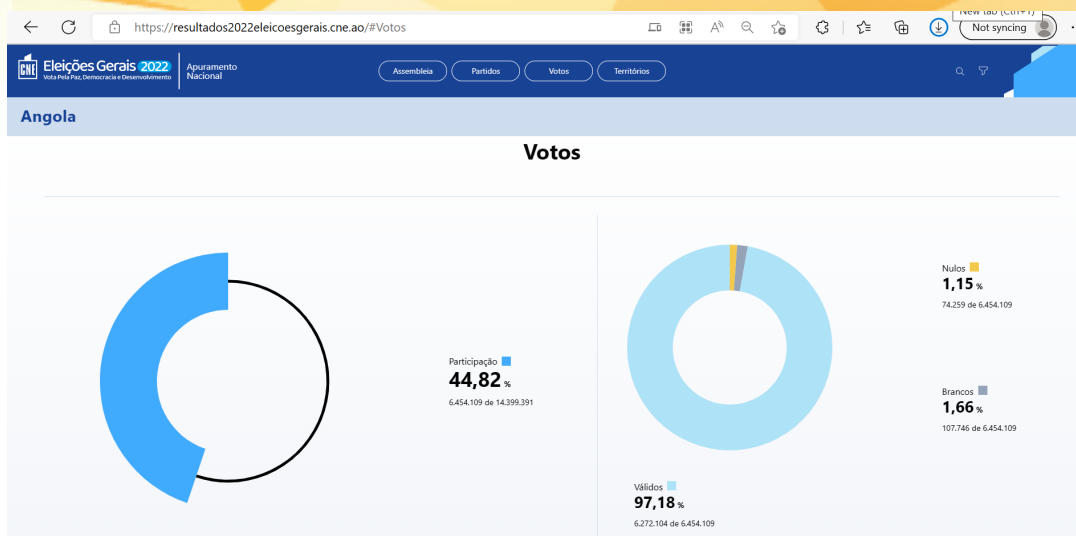 New tab (Ctrl+T)
https://resultados2022eleicoesgerais.cne.ao/#Votos
Not syncing
CNE
Eleições Gerais 2022
Vota Pela Paz, Democracia e Desenvolvimento
Apuramento
Nacional
Assembleia
Partidos
Votos
Territórios
Angola
Votos
Participação
44,82 %
6.454.109 de 14.399.391
Nulos
1,15 %
74.259 de 6.454.109
Brancos
1,66 %
107.746 de 6.454.109
Válidos
97,18 %
6.272.104 de 6.454.109